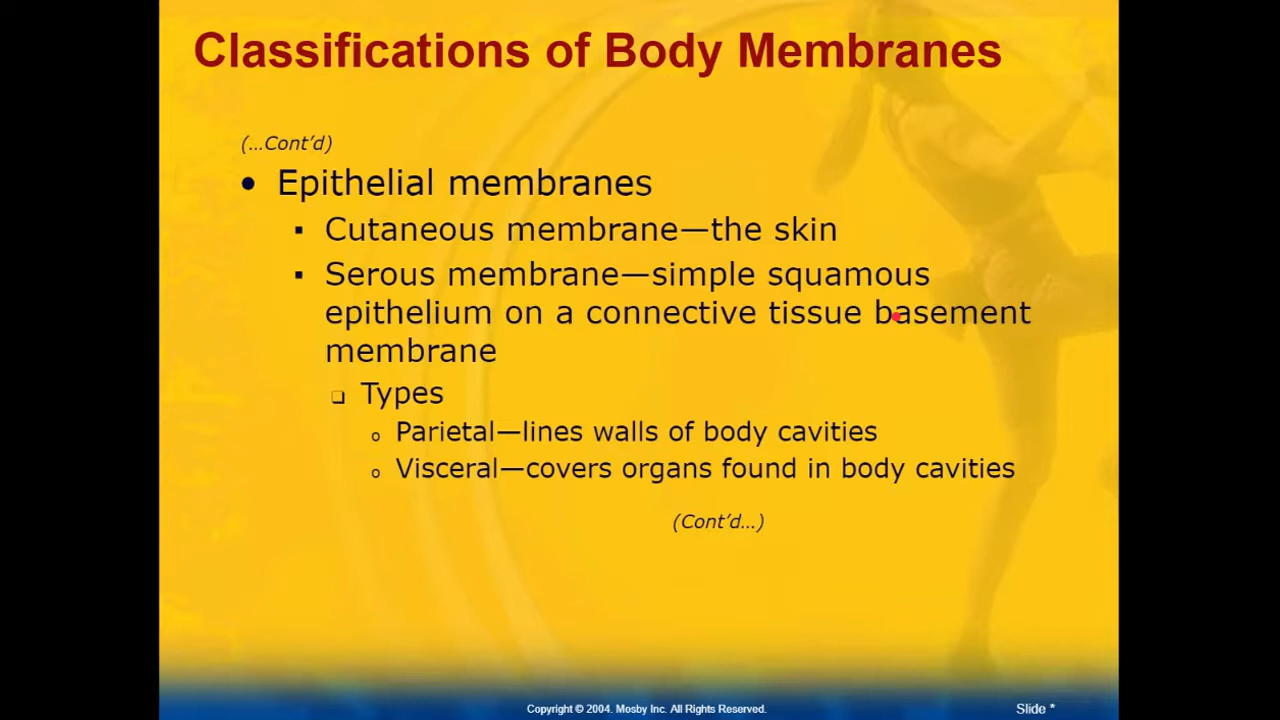 Classifications of Body Membranes
(…Cont’d)
• Epithelial membranes
▪ Cutaneous membrane—the skin
▪ Serous membrane—simple squamous
epithelium on a connective tissue basement
membrane
❑ Types
o Parietal—lines walls of body cavities
o Visceral—covers organs found in body cavities
(Cont’d…)
Copyright © 2004. Mosby Inc. All Rights Reserved.
Slide *